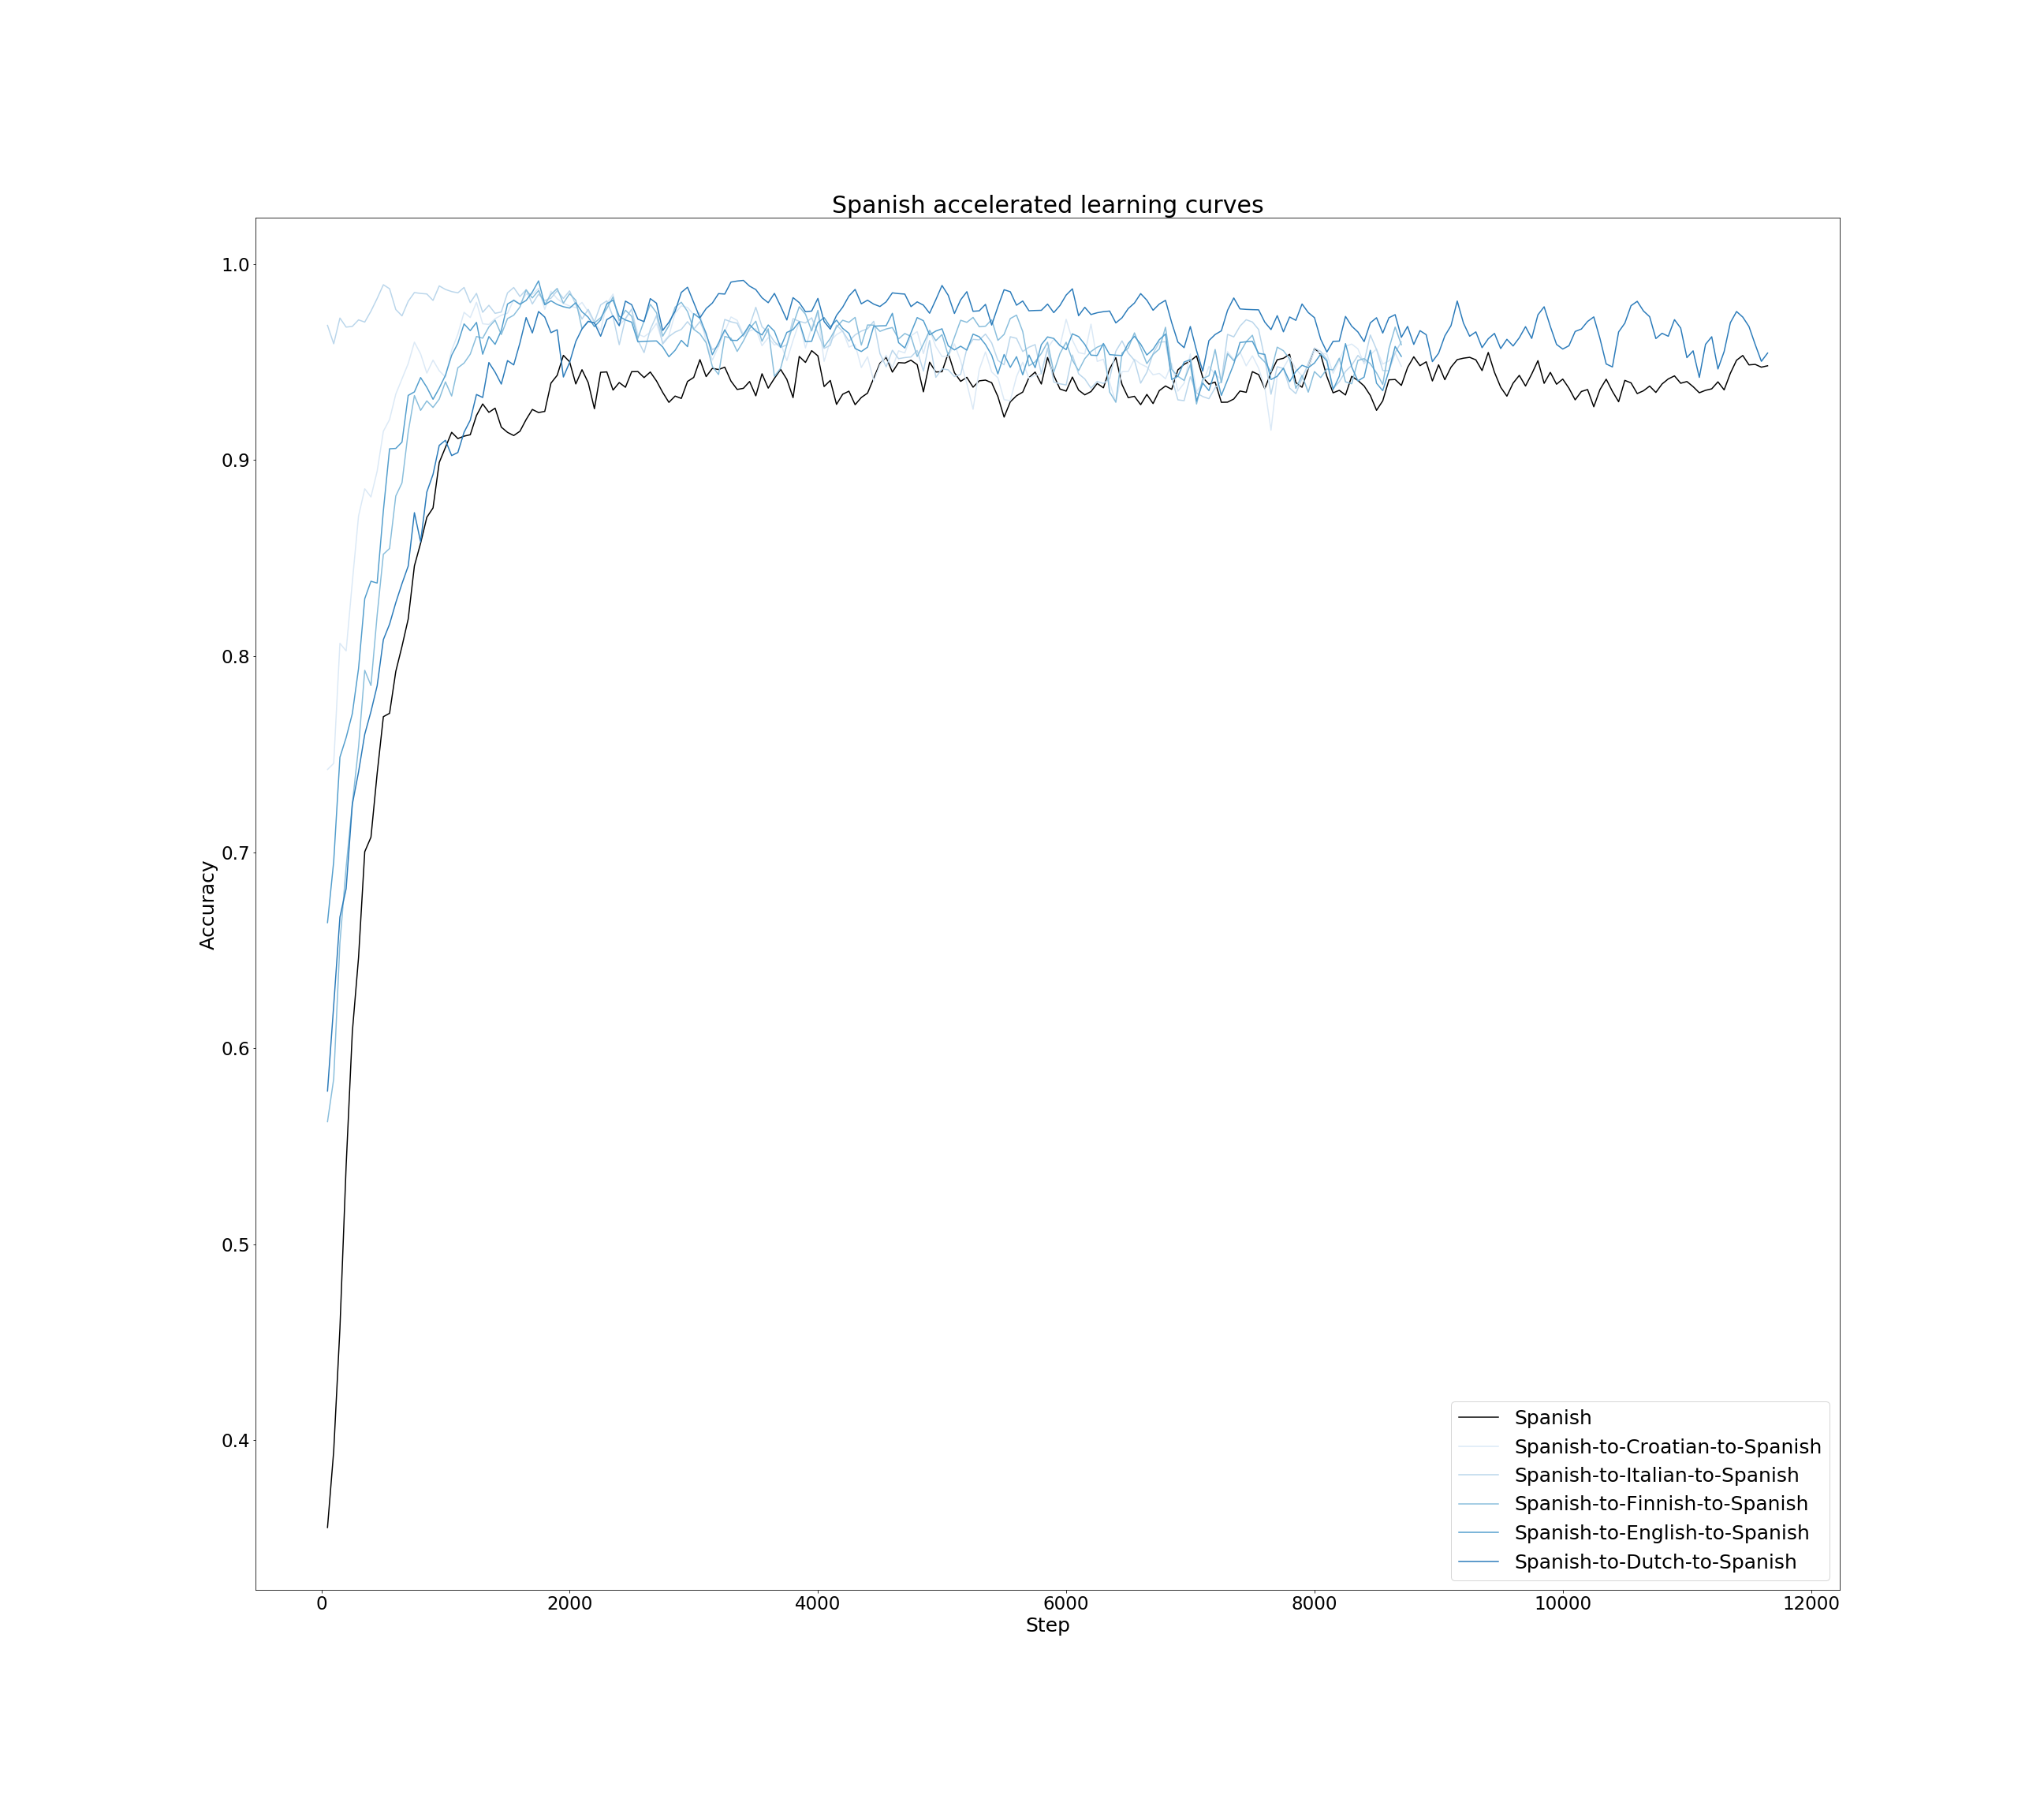 Spanish accelerated learning curves
1.0
0.9
0.8
0.7
0.6
0.5
0.4
Accuracy
0
2000
4000
6000
8000
10000
12000
Step
Spanish
Spanish-to-Croatian-to-Spanish
Spanish-to-Italian-to-Spanish
Spanish-to-Finnish-to-Spanish
Spanish-to-English-to-Spanish
Spanish-to-Dutch-to-Spanish